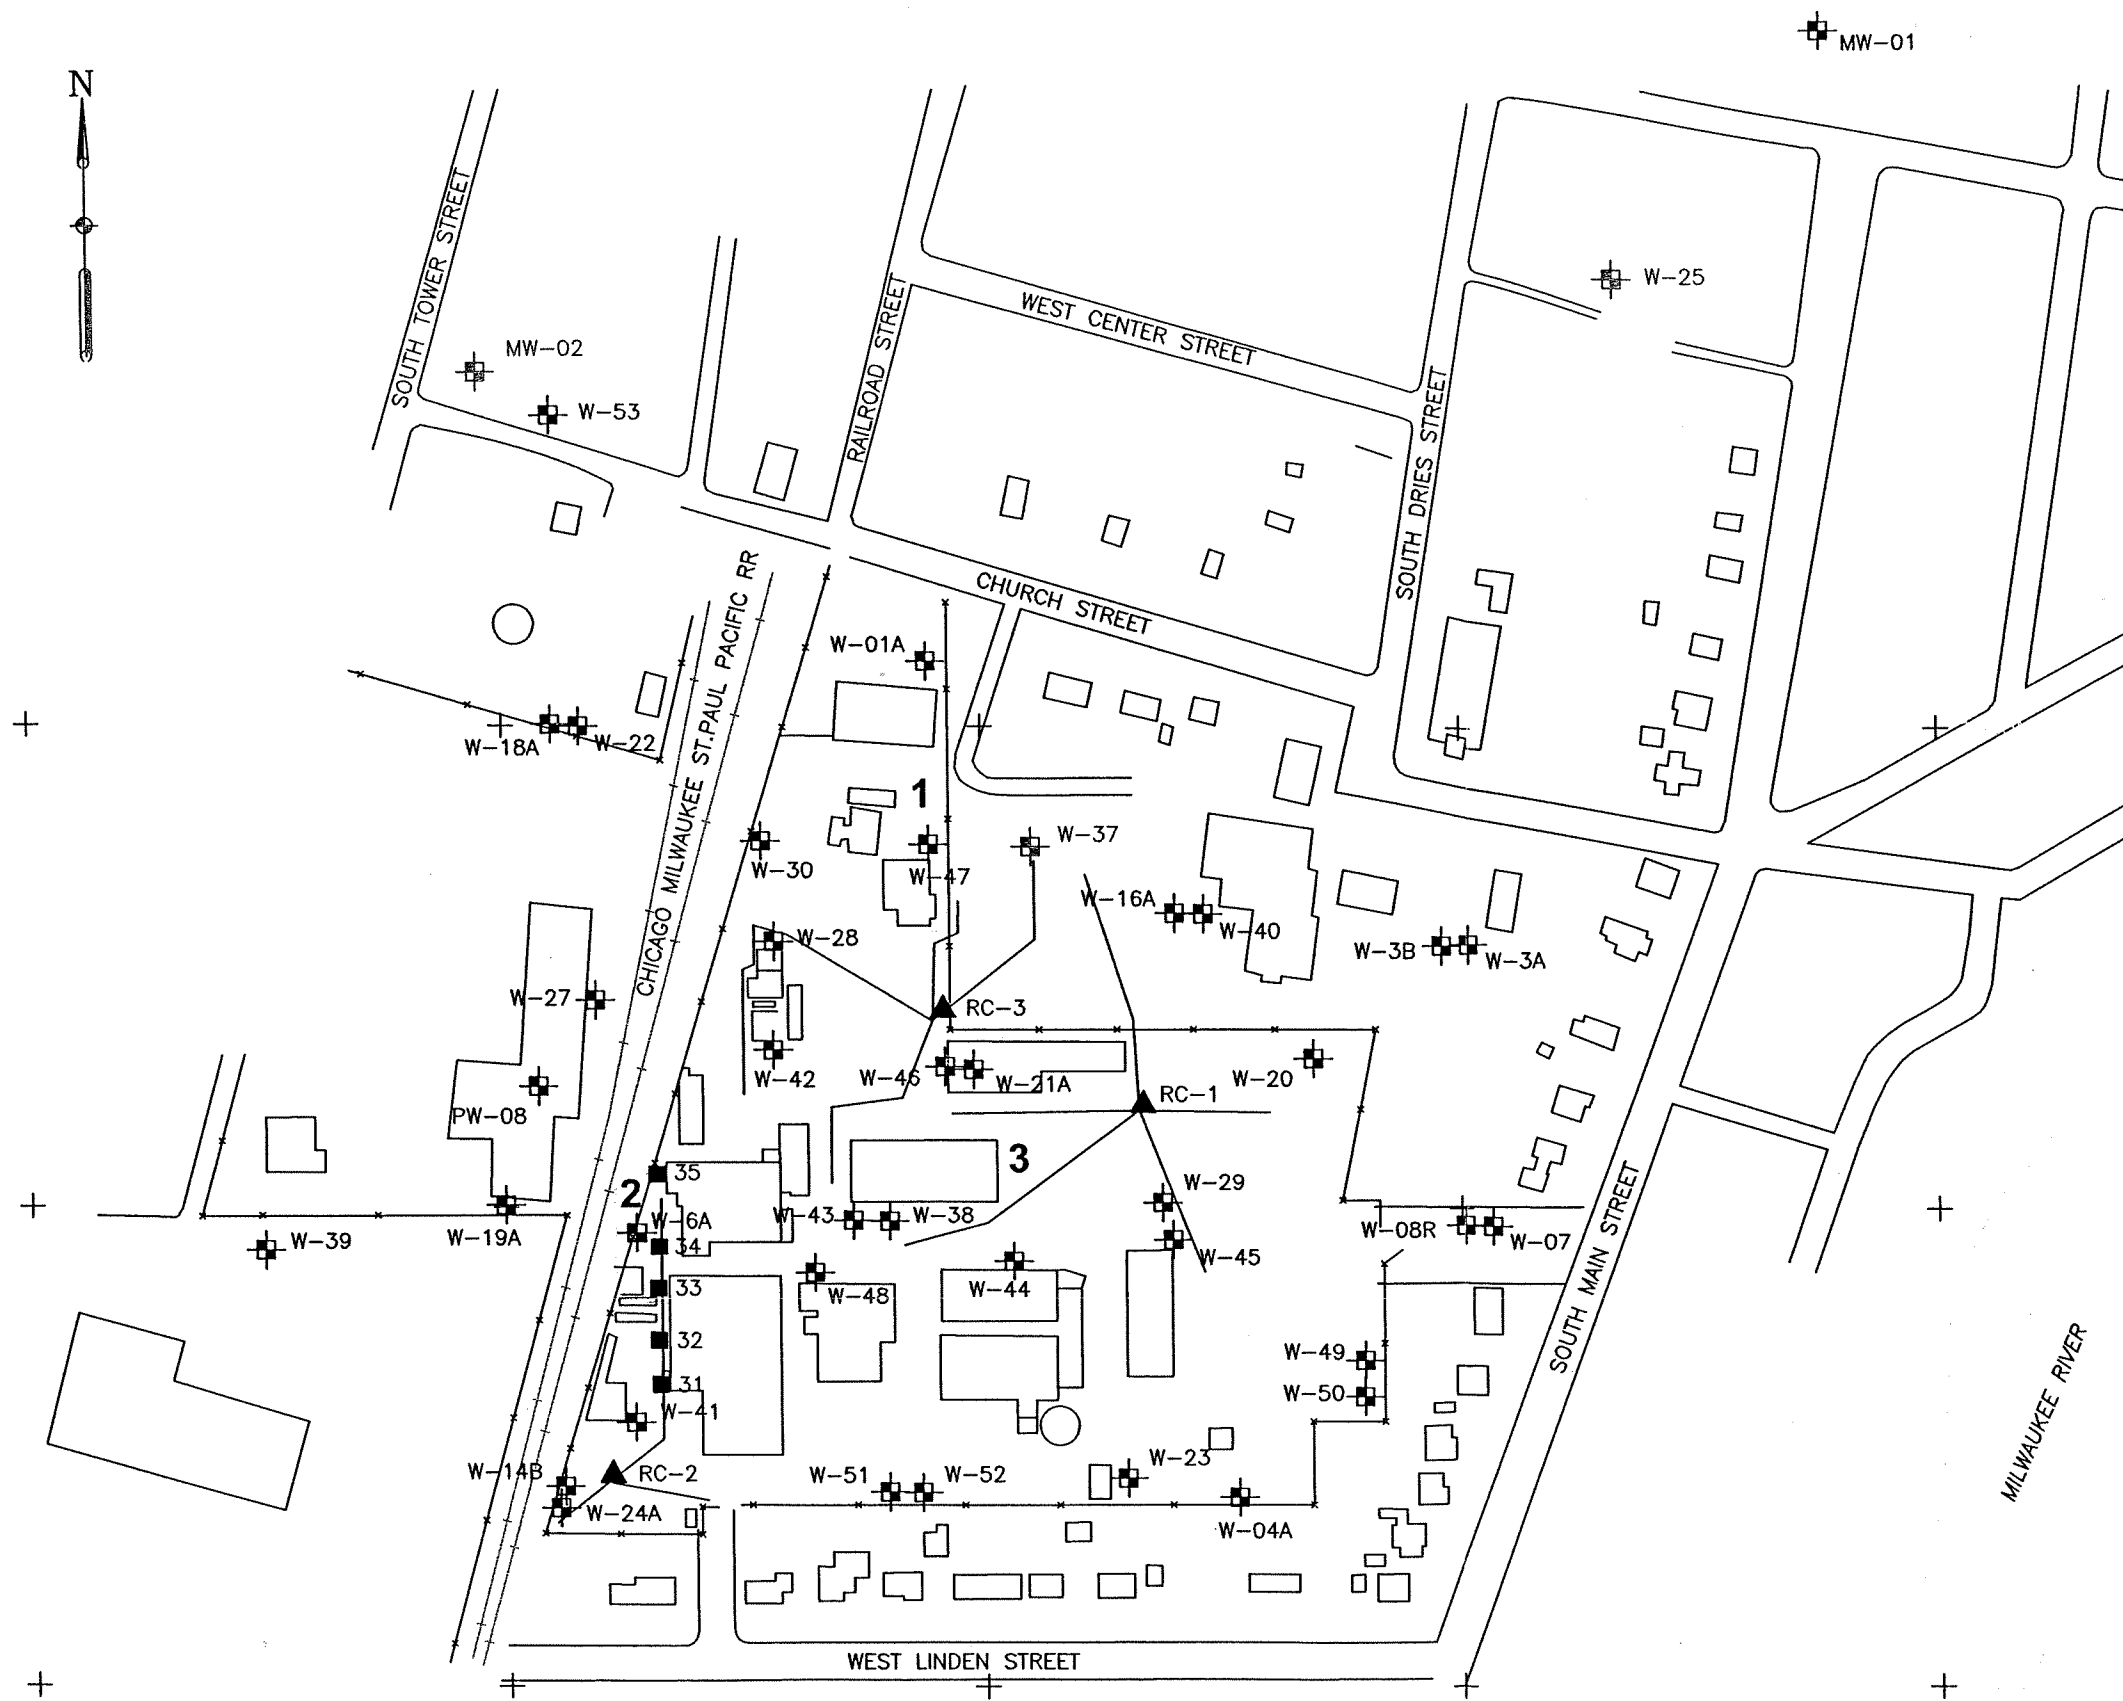 MW-01
N
W-25
SOUTH TOWER STREET
WEST CENTER STREET
RAILROAD STREET
MW-02
W-53
SOUTH DRIES STREET
CHURCH STREET
CHICAGO MILWAUKEE ST.PAUL PACIFIC RR
W-01A
W-18A
W-22
1
W-37
W-30
W-47
W-16A
W-40
W-28
W-3B
W-3A
W-27
RC-3
W-42
W-46
W-21A
W-20
PW-08
RC-1
3
35
2
W-29
W-6A
W-43
W-38
W-08R
W-07
W-39
W-19A
34
W-45
W-44
33
W-48
SOUTH MAIN STREET
32
W-49
31
W-50
W-41
MILWAUKEE RIVER
W-23
W-14B
RC-2
W-51
W-52
W-24A
W-04A
WEST LINDEN STREET